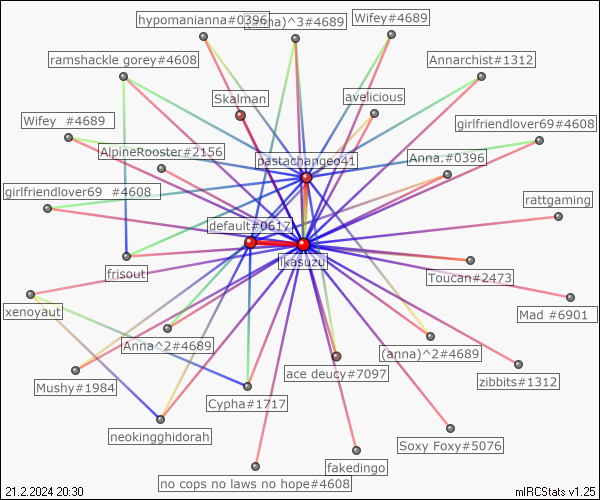 hypomanianna#0396
(anna)^3#4689
Wifey#4689
ramshackle gorey#4608
Annarchist#1312
Skalman
avelicious
Wifey  #4689
girlfriendlover69#4608
AlpineRooster#2156
pastachangeo41
Anna.#0396
girlfriendlover69  #4608
rattgaming
default#0617
jkasuzu
frisout
Toucan#2473
xenoyaut
Mad #6901
Anna^2#4689
(anna)^2#4689
Mushy#1984
ace deucy#7097
zibbits#1312
Cypha#1717
neokingghidorah
Soxy Foxy#5076
fakedingo
no cops no laws no hope#4608
21.2.2024 20:30
mIRCStats v1.25